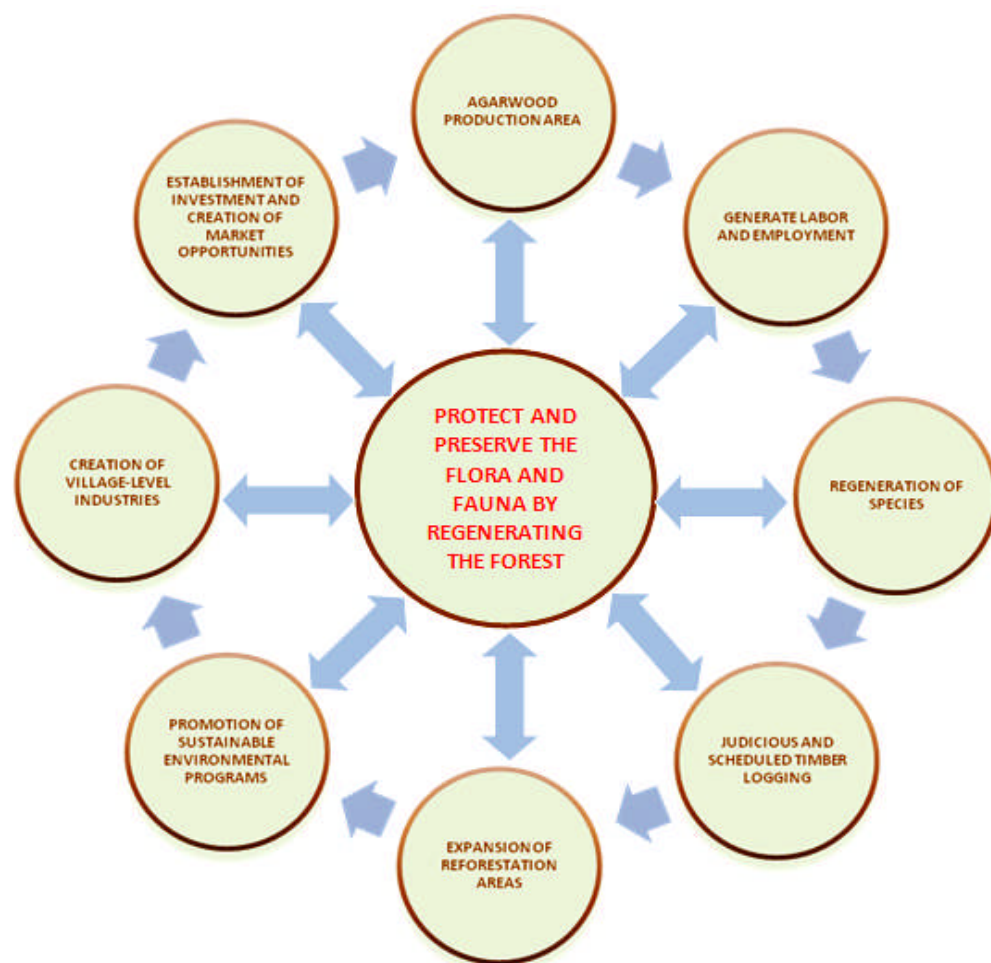 AGARWOOD
PRODUCTION AREA
GENERATE LABOR
AND EMPLOYMENT
REGENERATION OF
SPECIES
JUDICIOUS AND
SCHEDULED TIMBER
LOGGING
EXPANSION OF
REFORESTATION
AREAS
PROMOTION OF
SUSTAINABLE
ENVIRONMENTAL
PROGRAMS
CREATION OF
VILLAGE-LEVEL
INDUSTRIES
ESTABLISHMENT OF
INVESTMENT AND
CREATION OF
MARKET
OPPORTUNITIES
PROTECT AND
PRESERVE THE
FLORA AND
FAUNA BY
REGENERATING
THE FOREST